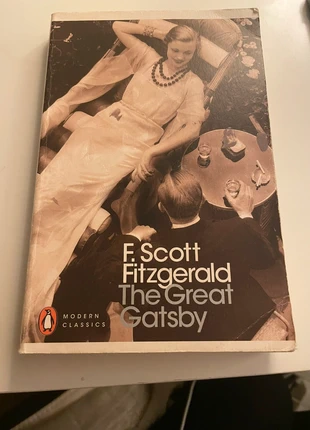 F. Scott
Fitzgerald
The Great
Gatsby
MODERN
CLASSICS